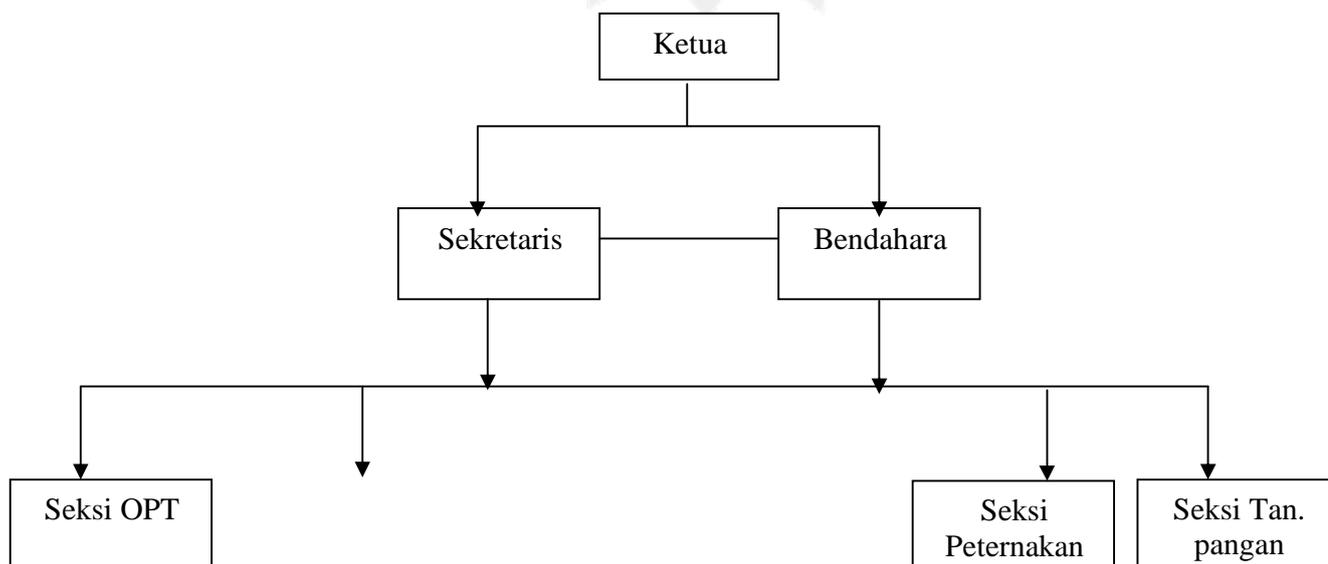 Ketua
Sekretaris
Bendahara
Seksi OPT
Seksi
Peternakan
Seksi Tan.
pangan